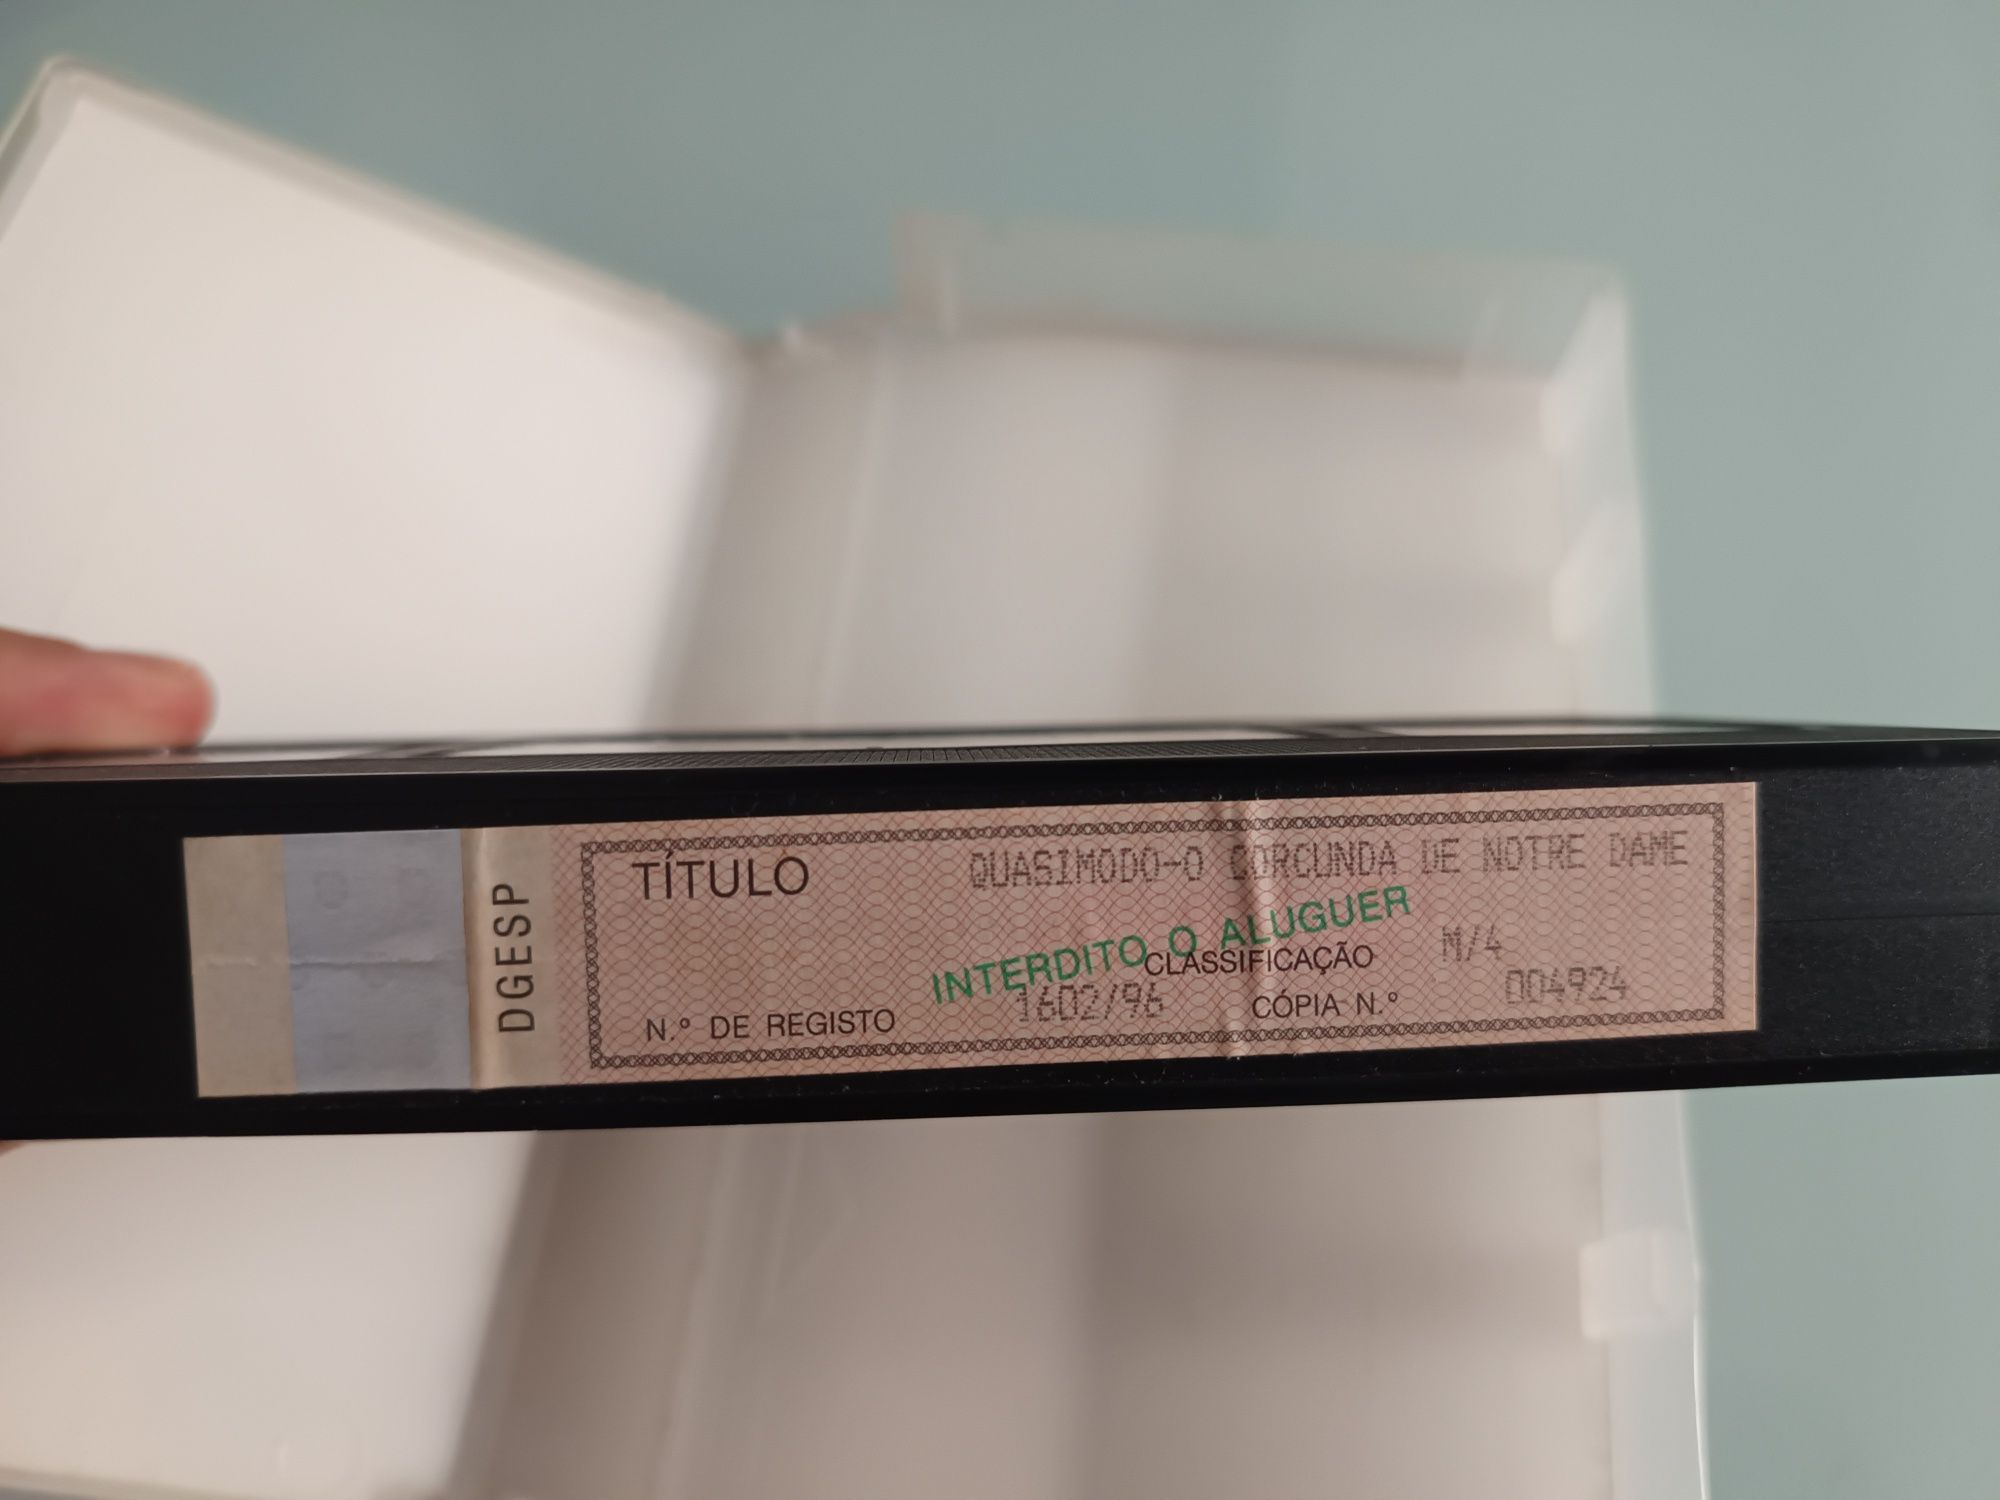 DGESP
TÍTULO QUASIMODO-O CORCUNDA DE NOTRE DAME
INTERDITO O ALUGUER
CLASSIFICAÇÃO M/4
N.º DE REGISTO 1602/96 CÓPIA N.º 004924